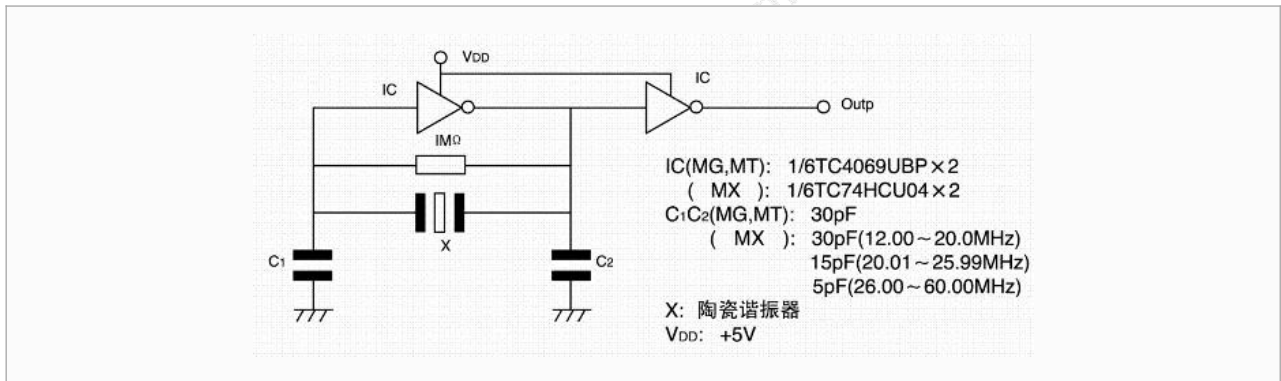 VDD
IC
IC
Outp
IMΩ
X
C1
C2
IC(MG,MT): 1/6TC4069UBP×2
( MX ): 1/6TC74HCU04×2
C1C2(MG,MT): 30pF
( MX ): 30pF(12.00~20.0MHz)
15pF(20.01~25.99MHz)
5pF(26.00~60.00MHz)
X: 陶瓷谐振器
VDD: +5V